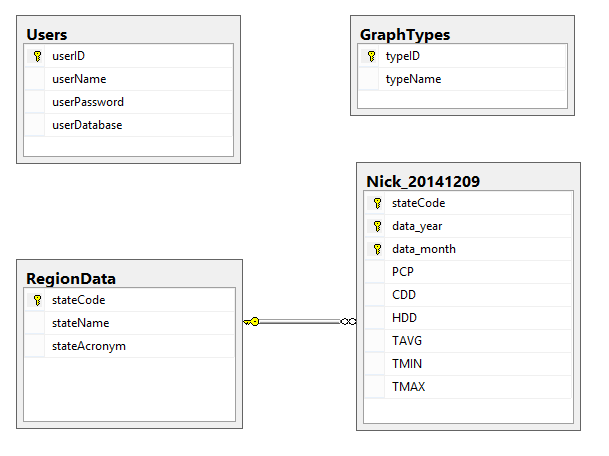 Users
userID
userName
userPassword
userDatabase
GraphTypes
typeID
typeName
Nick_20141209
stateCode
data_year
data_month
PCP
CDD
HDD
TAVG
TMIN
TMAX
RegionData
stateCode
stateName
stateAcronym